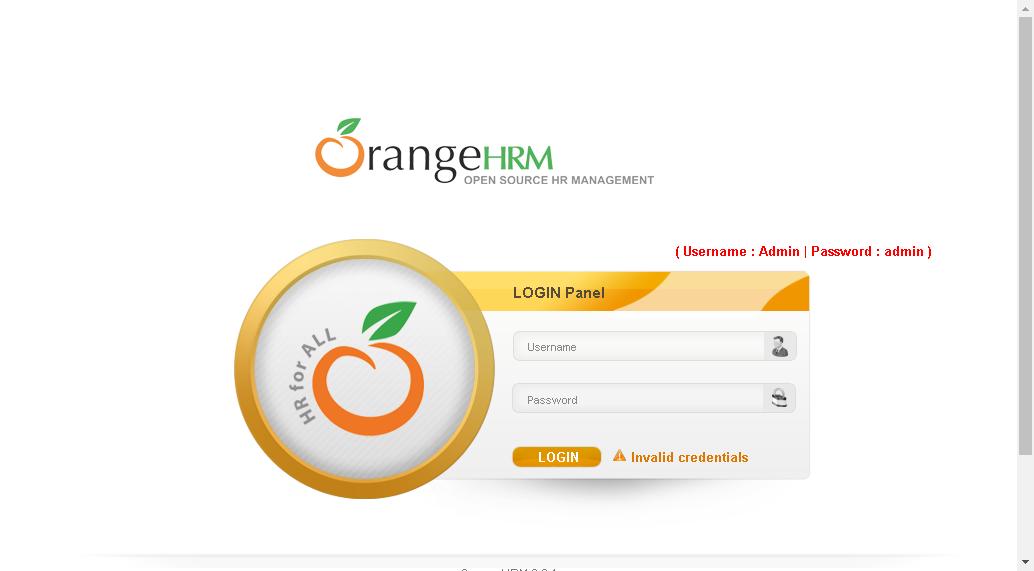 OrangeHRM
OPEN SOURCE HR MANAGEMENT
( Username : Admin | Password : admin )
LOGIN Panel
HR for ALL
Username
Password
LOGIN
Invalid credentials